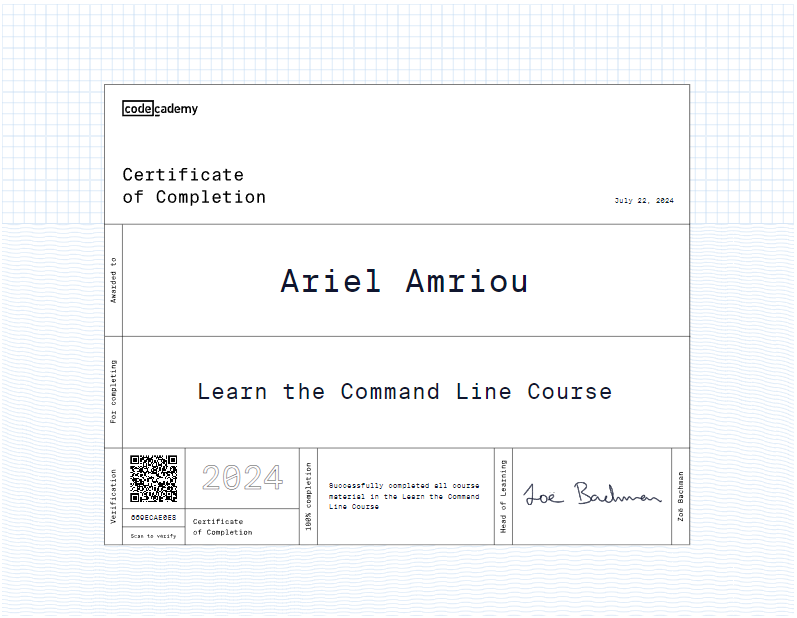 codecademy
Certificate
of Completion
July 22, 2024
Awarded to
Ariel Amriou
For completing
Learn the Command Line Course
Verification
669ECAE0E8
Scan to verify
2024
Certificate
of Completion
100% completion
Successfully completed all course
material in the Learn the Command
Line Course
Head of Learning
Zoë Bachman
Zoë Bachman